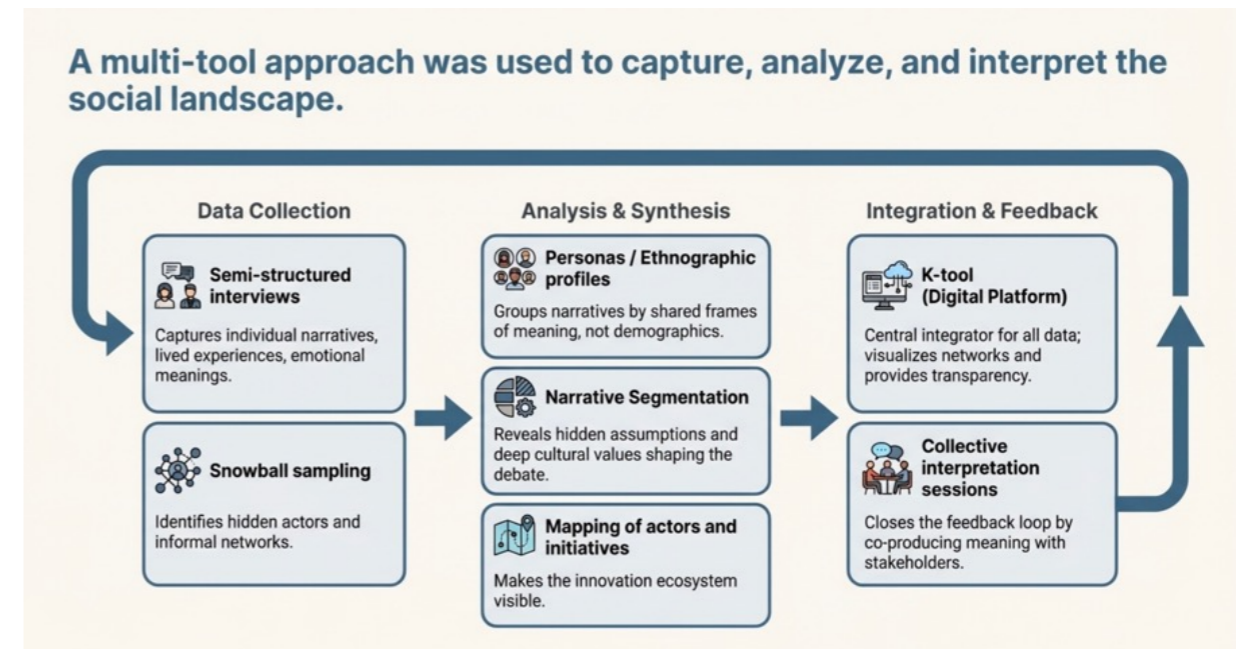 A multi-tool approach was used to capture, analyze, and interpret the
social landscape.
Data Collection
Semi-structured
interviews
Captures individual narratives,
lived experiences, emotional
meanings.
Snowball sampling
Identifies hidden actors and
informal networks.
Analysis & Synthesis
Personas / Ethnographic
profiles
Groups narratives by shared frames
of meaning, not demographics.
Narrative Segmentation
Reveals hidden assumptions and
deep cultural values shaping the
debate.
Mapping of actors and
initiatives
Makes the innovation ecosystem
visible.
Integration & Feedback
K-tool
(Digital Platform)
Central integrator for all data;
visualizes networks and
provides transparency.
Collective
interpretation
sessions
Closes the feedback loop by
co-producing meaning with
stakeholders.